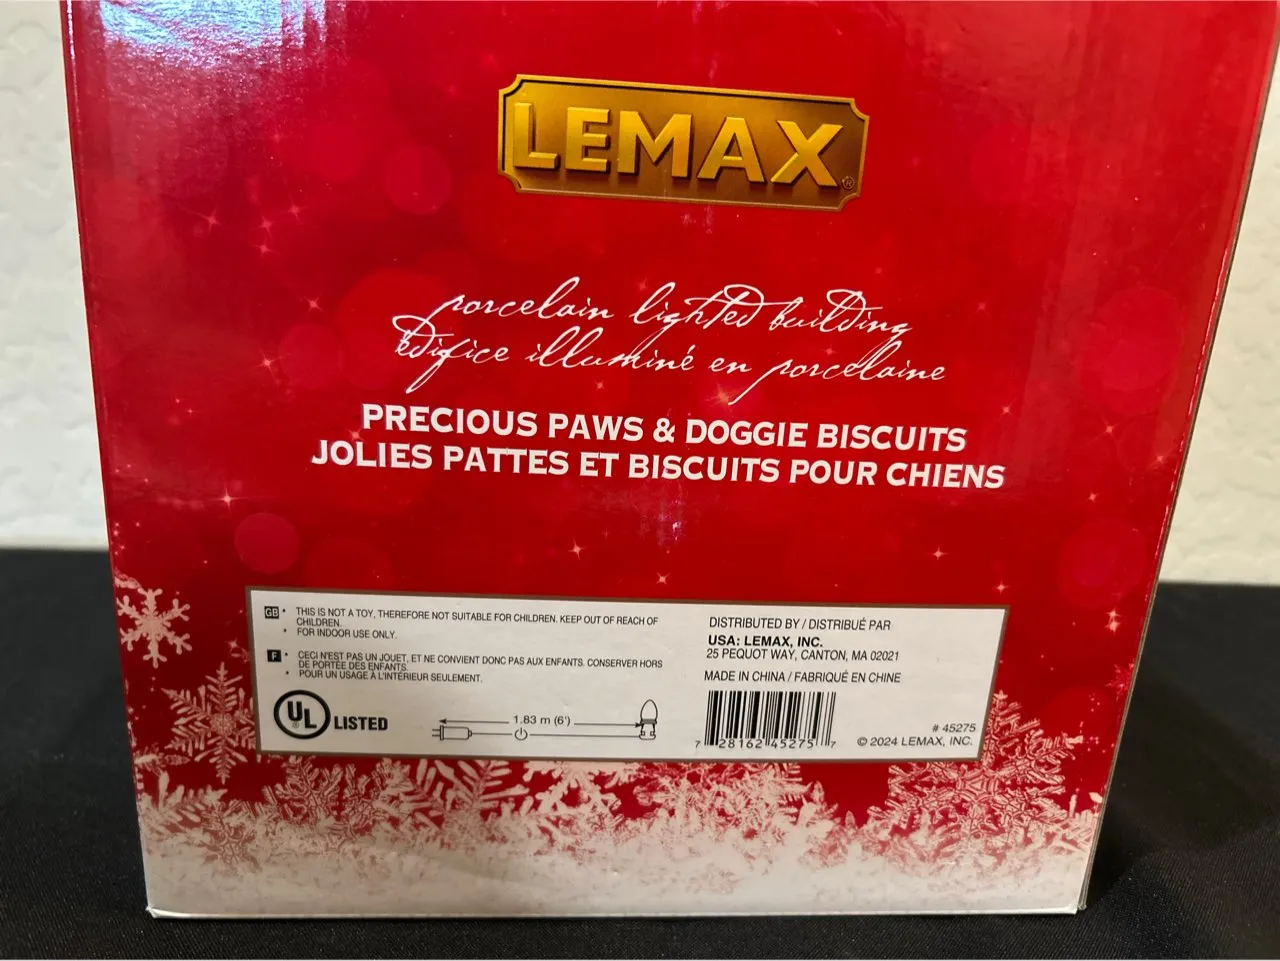 LEMAX®
porcelain lighted building
édifice illuminé en porcelaine
PRECIOUS PAWS & DOGGIE BISCUITS
JOLIES PATTES ET BISCUITS POUR CHIENS
GB • THIS IS NOT A TOY, THEREFORE NOT SUITABLE FOR CHILDREN. KEEP OUT OF REACH OF
CHILDREN.
• FOR INDOOR USE ONLY.
F • CECI N'EST PAS UN JOUET, ET NE CONVIENT DONC PAS AUX ENFANTS. CONSERVER HORS
DE PORTÉE DES ENFANTS.
• POUR UN USAGE À L'INTÉRIEUR SEULEMENT.
UL® LISTED
1.83 m (6')
DISTRIBUTED BY / DISTRIBUÉ PAR
USA: LEMAX, INC.
25 PEQUOT WAY, CANTON, MA 02021
MADE IN CHINA / FABRIQUÉ EN CHINE
7 28162 45275 7
# 45275
© 2024 LEMAX, INC.